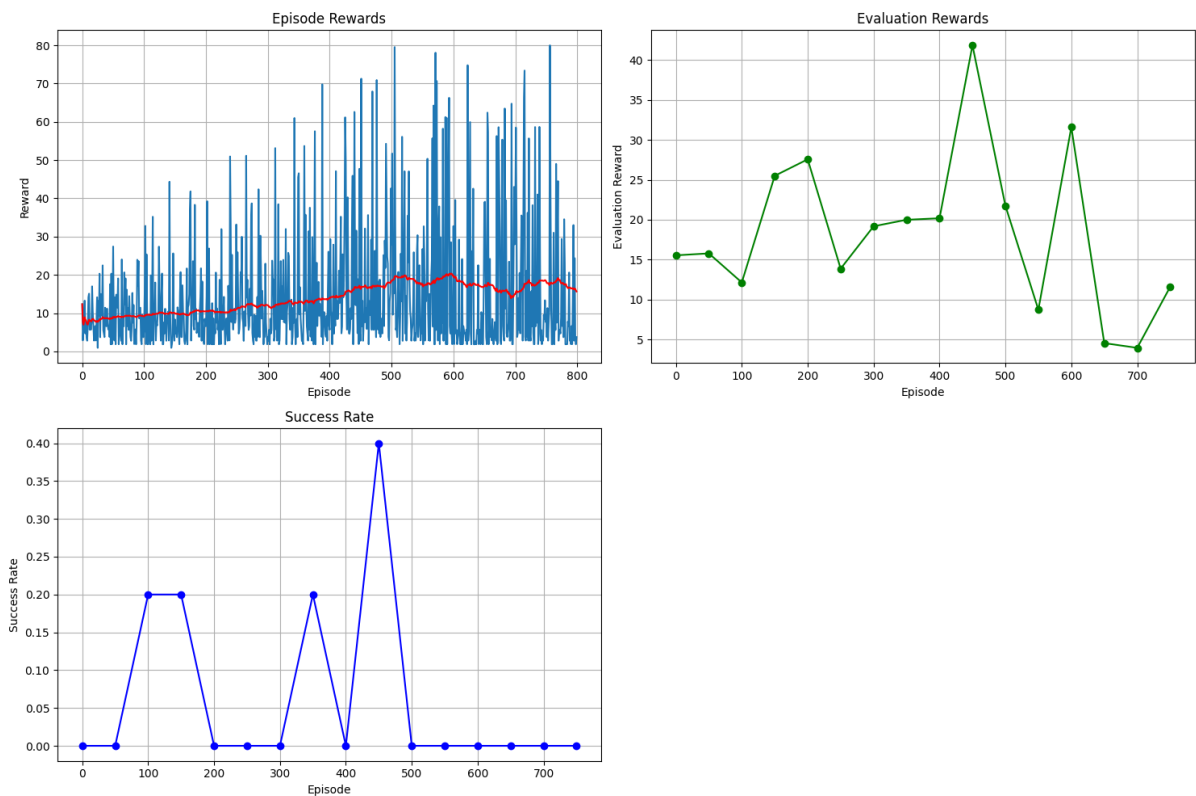 Episode Rewards
Reward
80
70
60
50
40
30
20
10
0
0 100 200 300 400 500 600 700 800
Episode
Evaluation Rewards
Evaluation Reward
40
35
30
25
20
15
10
5
0 100 200 300 400 500 600 700
Episode
Success Rate
Success Rate
0.40
0.35
0.30
0.25
0.20
0.15
0.10
0.05
0.00
0 100 200 300 400 500 600 700
Episode